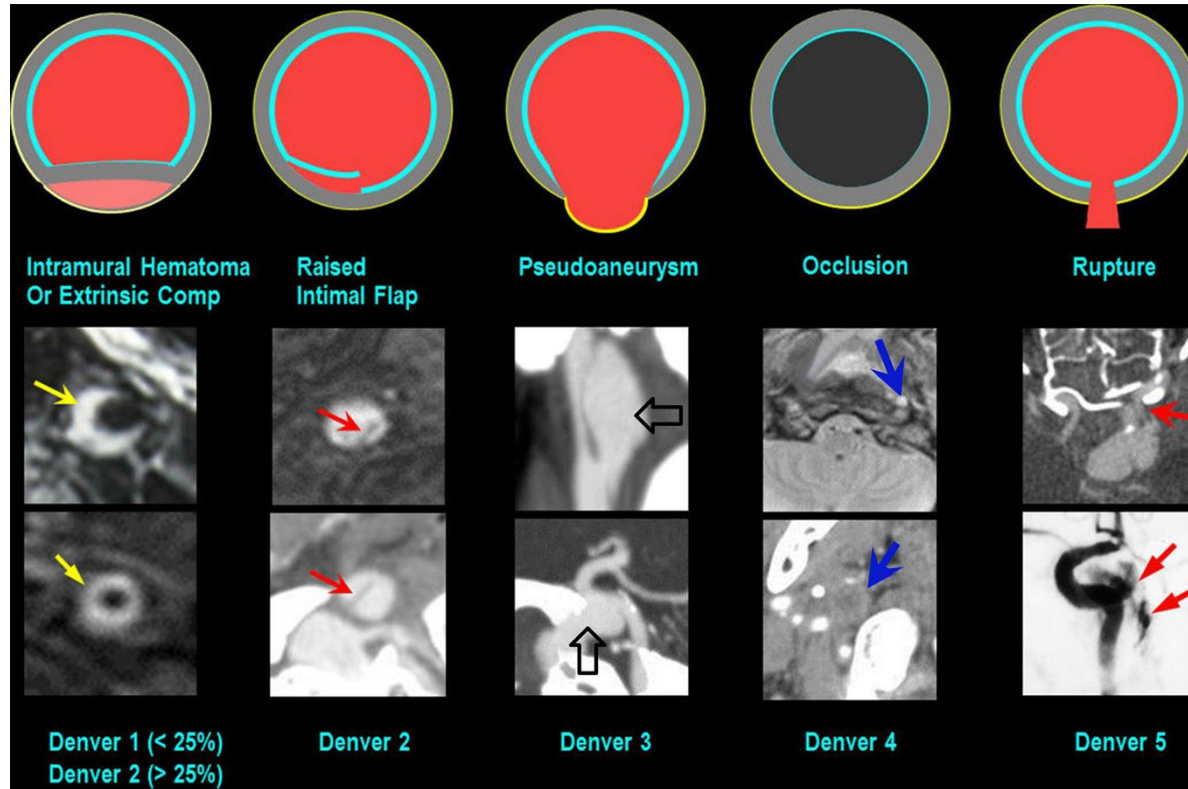 Intramural Hematoma
Or Extrinsic Comp
Raised
Intimal Flap
Pseudoaneurysm
Occlusion
Rupture
Denver 1 (< 25%)
Denver 2 (> 25%)
Denver 2
Denver 3
Denver 4
Denver 5